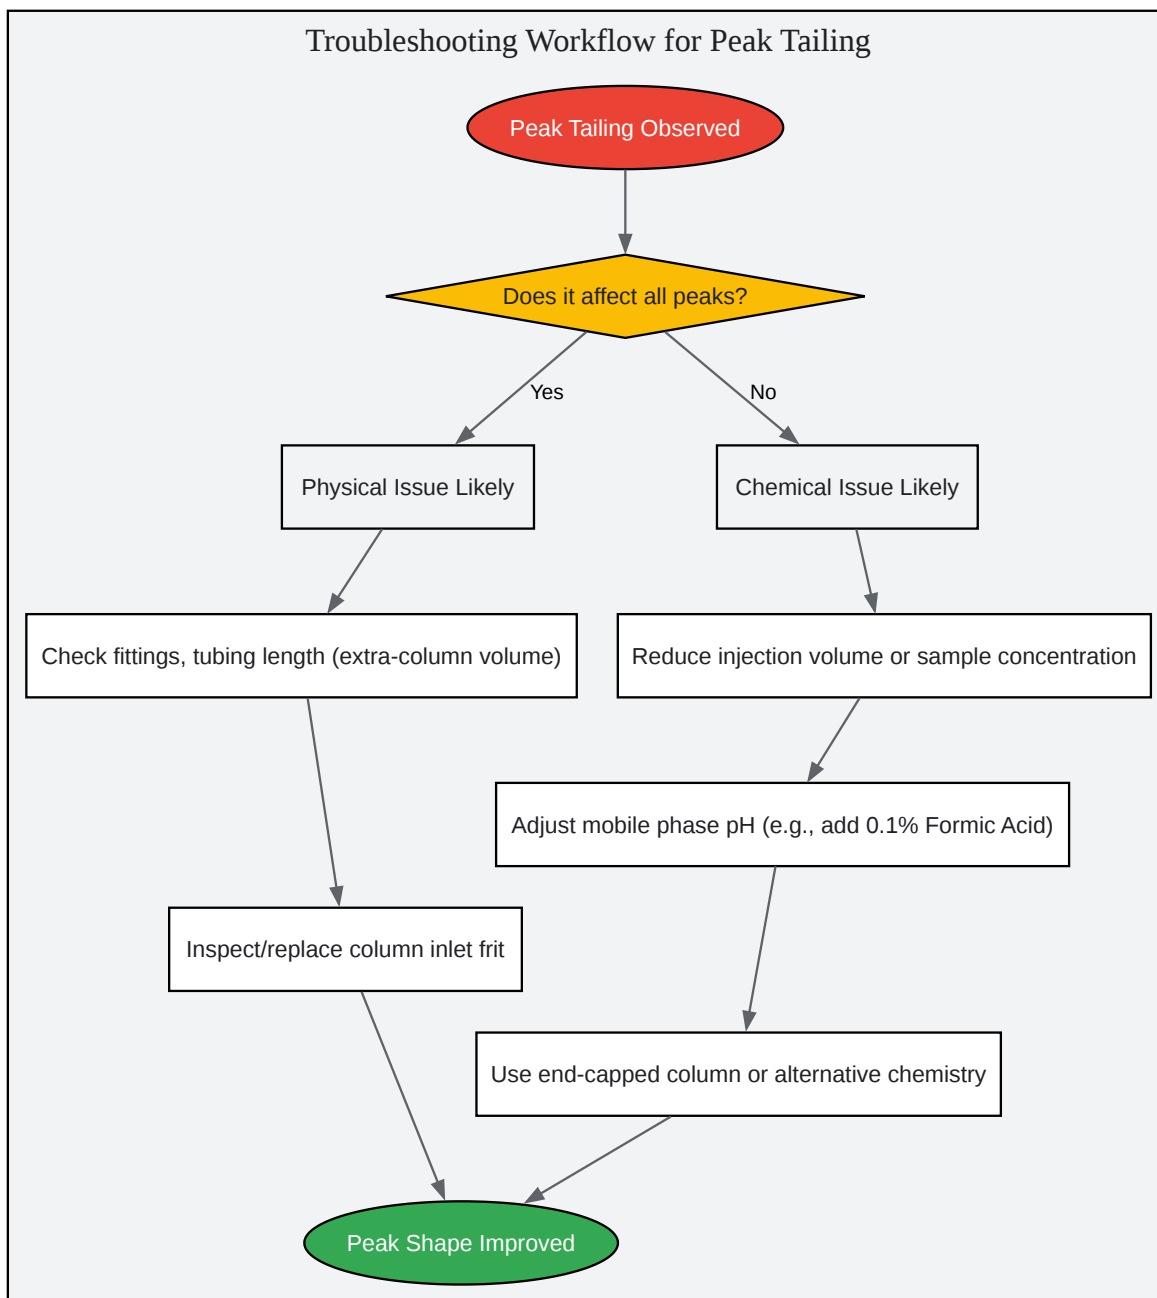 Troubleshooting Workflow for Peak Tailing
Peak Tailing Observed
Does it affect all peaks?
Yes
No
Physical Issue Likely
Chemical Issue Likely
Check fittings, tubing length (extra-column volume)
Reduce injection volume or sample concentration
Adjust mobile phase pH (e.g., add 0.1% Formic Acid)
Inspect/replace column inlet frit
Use end-capped column or alternative chemistry
Peak Shape Improved